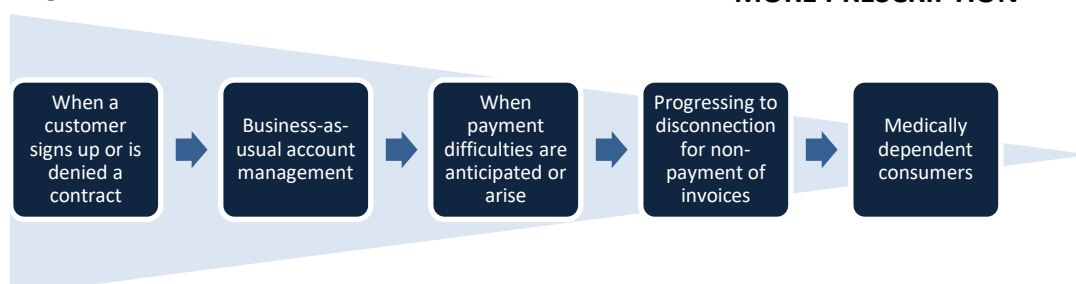 When a
customer
signs up or is
denied a
contract
Business-as-
usual account
management
When
payment
difficulties are
anticipated or
arise
Progressing to
disconnection
for non-
payment of
invoices
Medically
dependent
consumers